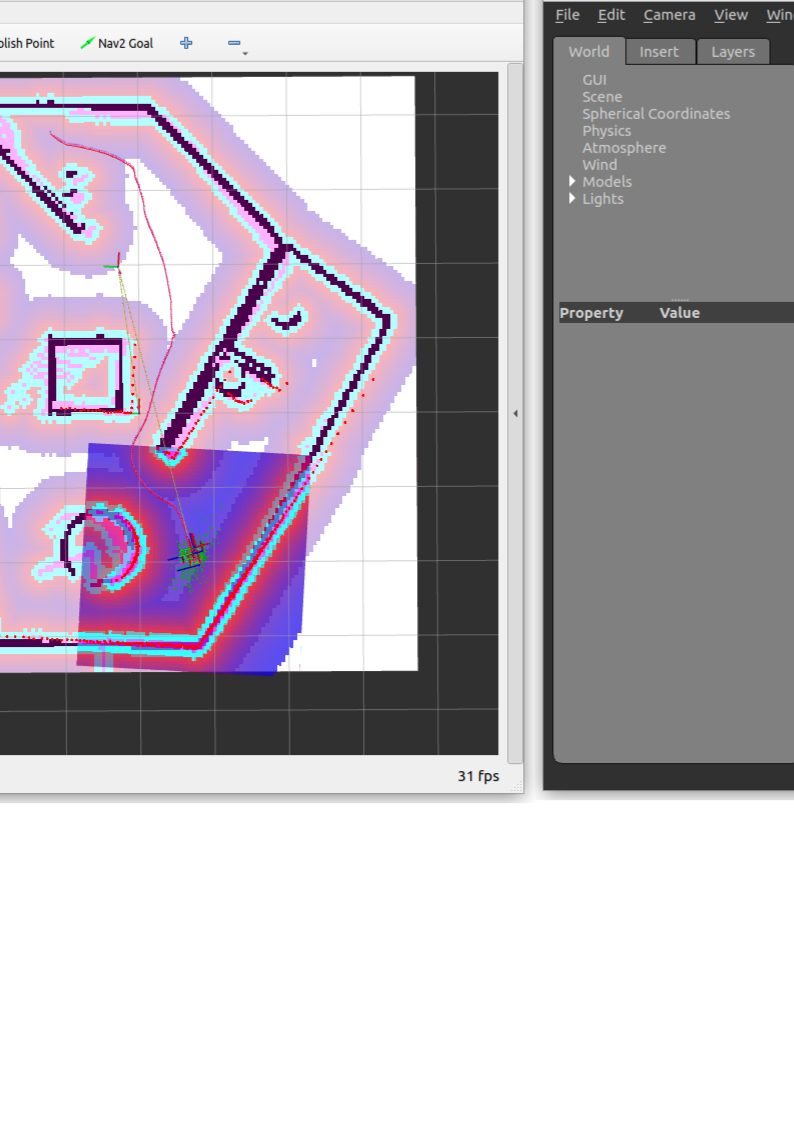 blish Point
Nav2 Goal
31 fps
File Edit Camera View Win
World Insert Layers
GUI
Scene
Spherical Coordinates
Physics
Atmosphere
Wind
Models
Lights
Property Value